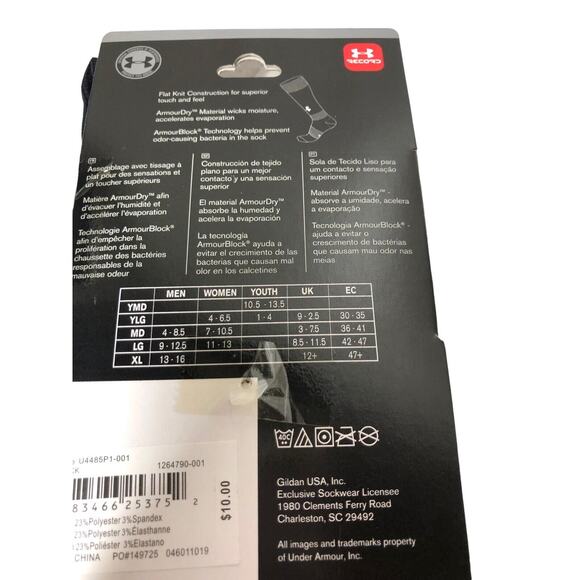 RECORD
Flat Knit Construction for superior
touch and feel
ArmourDry™ Material wicks moisture,
accelerates evaporation
ArmourBlock® Technology helps prevent
odor-causing bacteria in the sock
FR
Assemblage avec tissage à
plat pour des sensations et
un toucher supérieurs
Matière ArmourDry™ afin
d'évacuer l'humidité et
d'accélérer l'évaporation
Technologie ArmourBlock®
afin d'empêcher la
prolifération dans la
chaussette des bactéries
responsables de la
mauvaise odeur
SP
Construcción de tejido
plano para un mejor
contacto y una sensación
superior
El material ArmourDry™
absorbe la humedad y
acelera la evaporación
La tecnología
ArmourBlock® ayuda a
evitar el crecimiento de las
bacterias que causan mal
olor en los calcetines
PT
Sola de Tecido Liso para
um contacto e sensação
superiores
Material ArmourDry™ -
absorve a umidade, acelera
a evaporação
Tecnologia ArmourBlock® -
ajuda a evitar o
crescimento de bactérias
que causam mau odor nas
meias
MEN WOMEN YOUTH UK EC
YMD 10.5 - 13.5
YLG 4 - 6.5 1 - 4 9 - 2.5 30 - 35
MD 4 - 8.5 7 - 10.5 3 - 7.5 36 - 41
LG 9 - 12.5 11 - 13 8.5 - 11.5 42 - 47
XL 13 - 16 12+ 47+
40C
U4485P1-001 1264790-001
CK
83466 25375 2
$10.00
23%Polyester 3%Spandex
23%Polyester 3%Élasthanne
23%Poliéster 3%Elastano
CHINA PO#149725 046011019
Gildan USA, Inc.
Exclusive Sockwear Licensee
1980 Clements Ferry Road
Charleston, SC 29492
All images and trademarks property
of Under Armour, Inc.